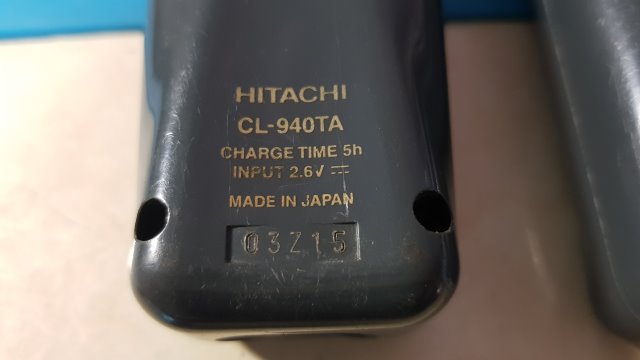 HITACHI
CL-940TA
CHARGE TIME 5h
INPUT 2.6V ⎓
MADE IN JAPAN
03Z15